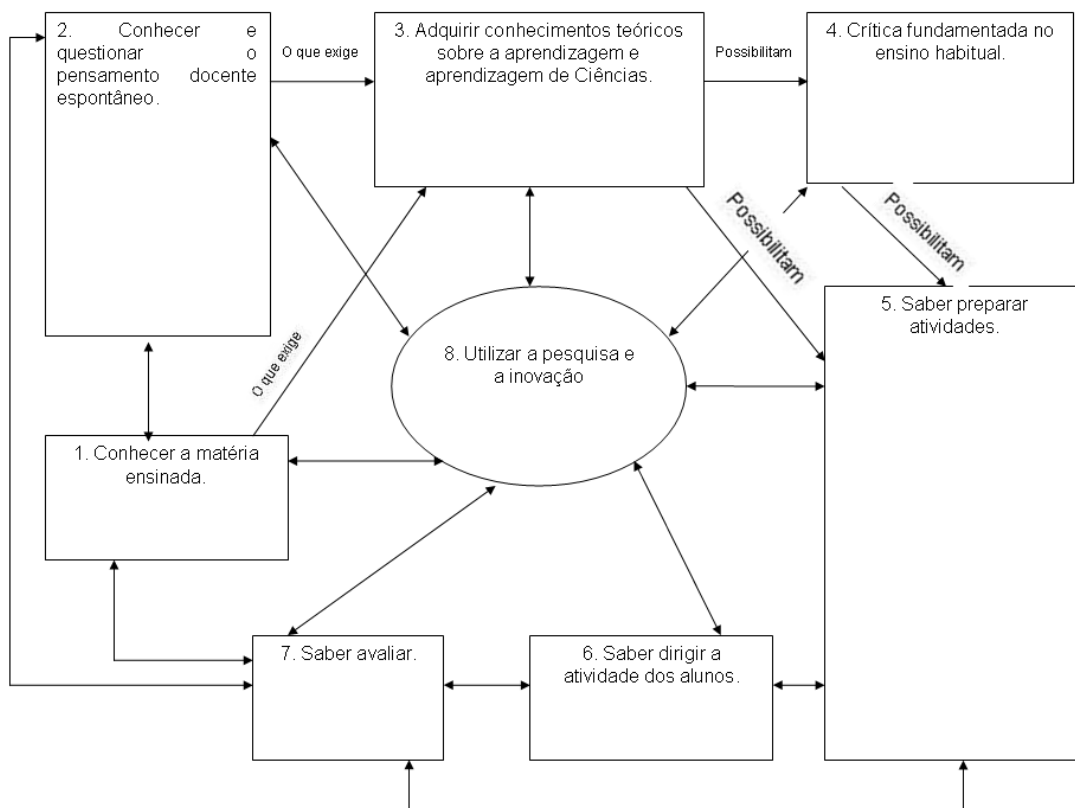 2. Conhecer e
questionar o
pensamento docente
espontâneo.
O que exige
3. Adquirir conhecimentos teóricos
sobre a aprendizagem e
aprendizagem de Ciências.
Possibilitam
4. Crítica fundamentada no
ensino habitual.
Possibilitam
Possibilitam
5. Saber preparar
atividades.
O que exige
8. Utilizar a pesquisa e
a inovação
1. Conhecer a matéria
ensinada.
7. Saber avaliar.
6. Saber dirigir a
atividade dos alunos.